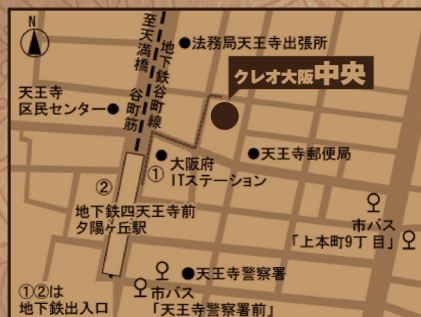 N
至天満橋
地下鉄谷町線
谷町筋
●法務局天王寺出張所
クレオ大阪中央
天王寺
区民センター●
●天王寺郵便局
①
大阪府
ITステーション
②
地下鉄四天王寺前
夕陽ヶ丘駅
市バス
「上本町9丁目」
●天王寺警察署
①②は
地下鉄出入口
市バス
「天王寺警察署前」